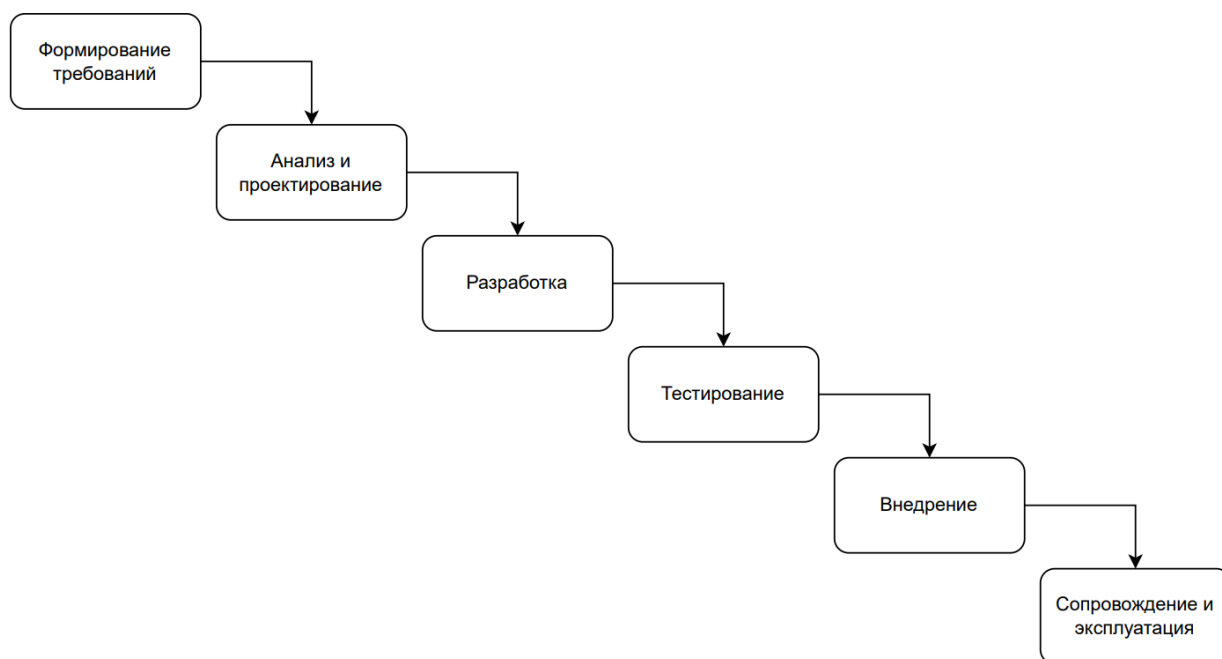 Формирование
требований
Анализ и
проектирование
Разработка
Тестирование
Внедрение
Сопровождение и
эксплуатация